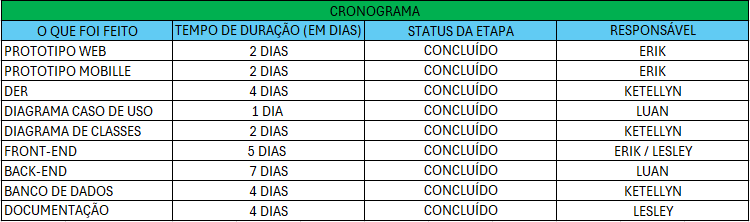 CRONOGRAMA
O QUE FOI FEITO TEMPO DE DURAÇÃO (EM DIAS) STATUS DA ETAPA RESPONSÁVEL
PROTOTIPO WEB 2 DIAS CONCLUÍDO ERIK
PROTOTIPO MOBILLE 2 DIAS CONCLUÍDO ERIK
DER 4 DIAS CONCLUÍDO KETELLYN
DIAGRAMA CASO DE USO 1 DIA CONCLUÍDO LUAN
DIAGRAMA DE CLASSES 2 DIAS CONCLUÍDO KETELLYN
FRONT-END 5 DIAS CONCLUÍDO ERIK / LESLEY
BACK-END 7 DIAS CONCLUÍDO LUAN
BANCO DE DADOS 4 DIAS CONCLUÍDO KETELLYN
DOCUMENTAÇÃO 4 DIAS CONCLUÍDO LESLEY